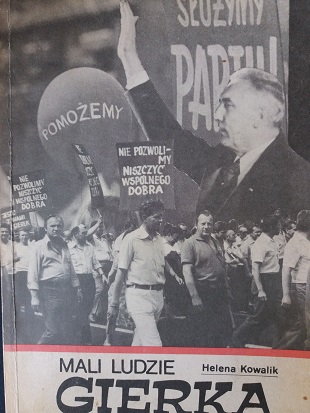 SŁUŻYMY
PARTII
POMOŻEMY
NIE POZWOLI-
MY
NISZCZYĆ
WSPÓLNEGO
DOBRA
NIE
POZWOLIMY
NISZCZYĆ
WSPÓLNEGO
DOBRA
MALI LUDZIE
Helena Kowalik
GIERKA